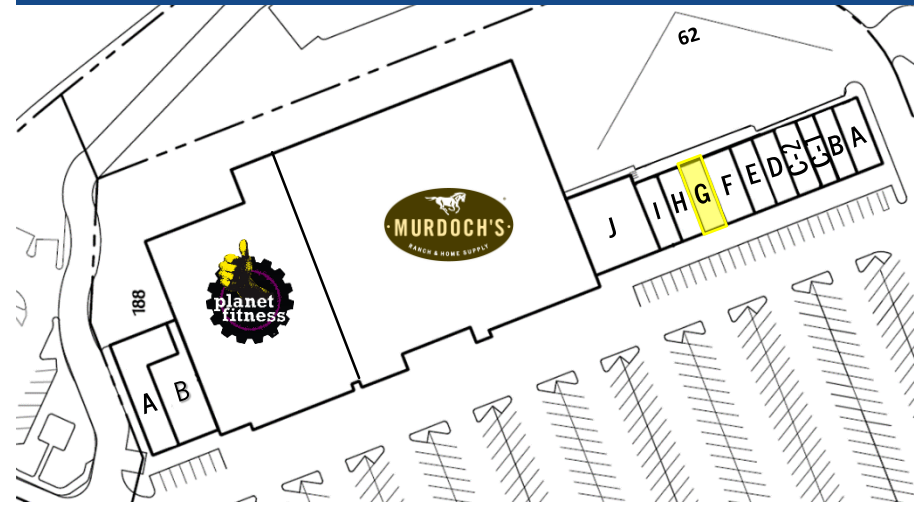 62
A
B
C-1
C-2
D
E
F
G
H
I
J
MURDOCH'S
RANCH & HOME SUPPLY
planet
fitness
188
A
B